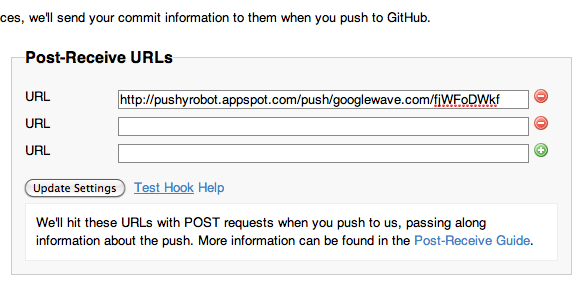 ces, we'll send your commit information to them when you push to GitHub.
Post-Receive URLs
URL http://pushyrobot.appspot.com/push/googlewave.com/fjWFoDWkf
URL
URL
Update Settings Test Hook Help
We'll hit these URLs with POST requests when you push to us, passing along
information about the push. More information can be found in the Post-Receive Guide.